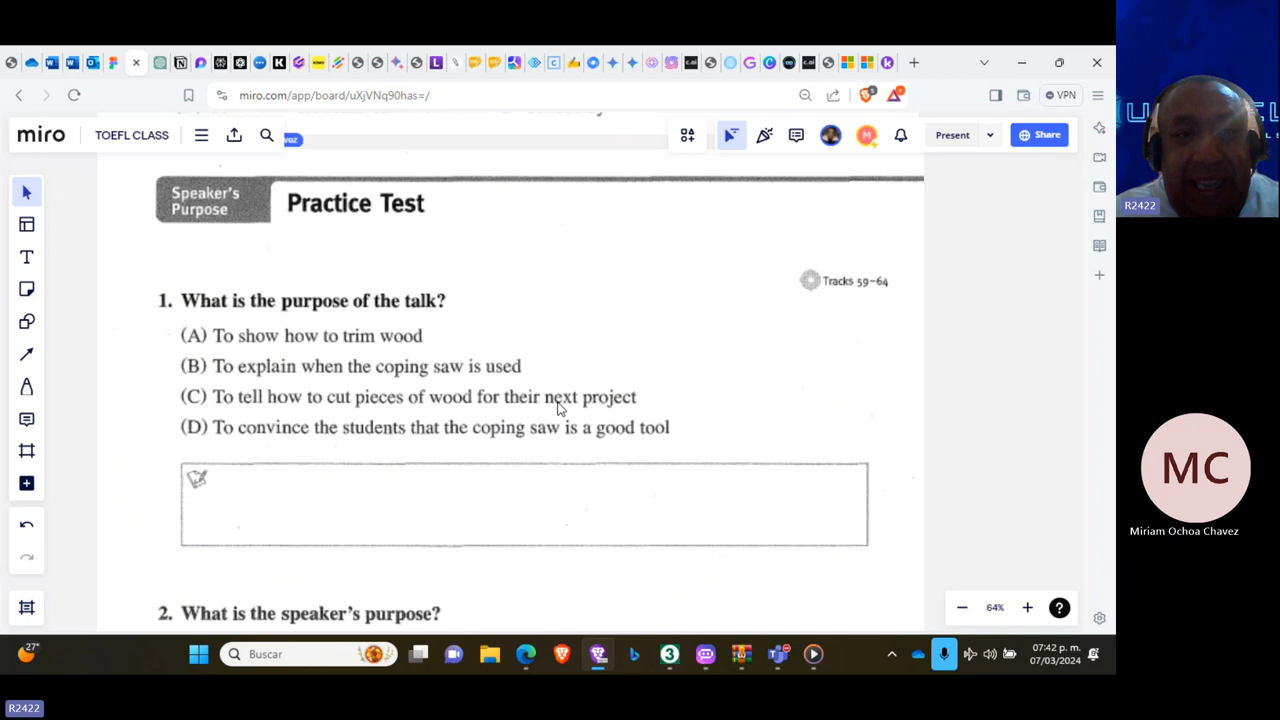 miro.com/app/board/uXjVNq90has=/
VPN
miro
TOEFL CLASS
Present
Share
Speaker's
Purpose
Practice Test
Tracks 59–64
1. What is the purpose of the talk?
(A) To show how to trim wood
(B) To explain when the coping saw is used
(C) To tell how to cut pieces of wood for their next project
(D) To convince the students that the coping saw is a good tool
2. What is the speaker's purpose?
64%
27°
Buscar
07:42 p. m.
07/03/2024
R2422
MC
Miriam Ochoa Chavez
R2422